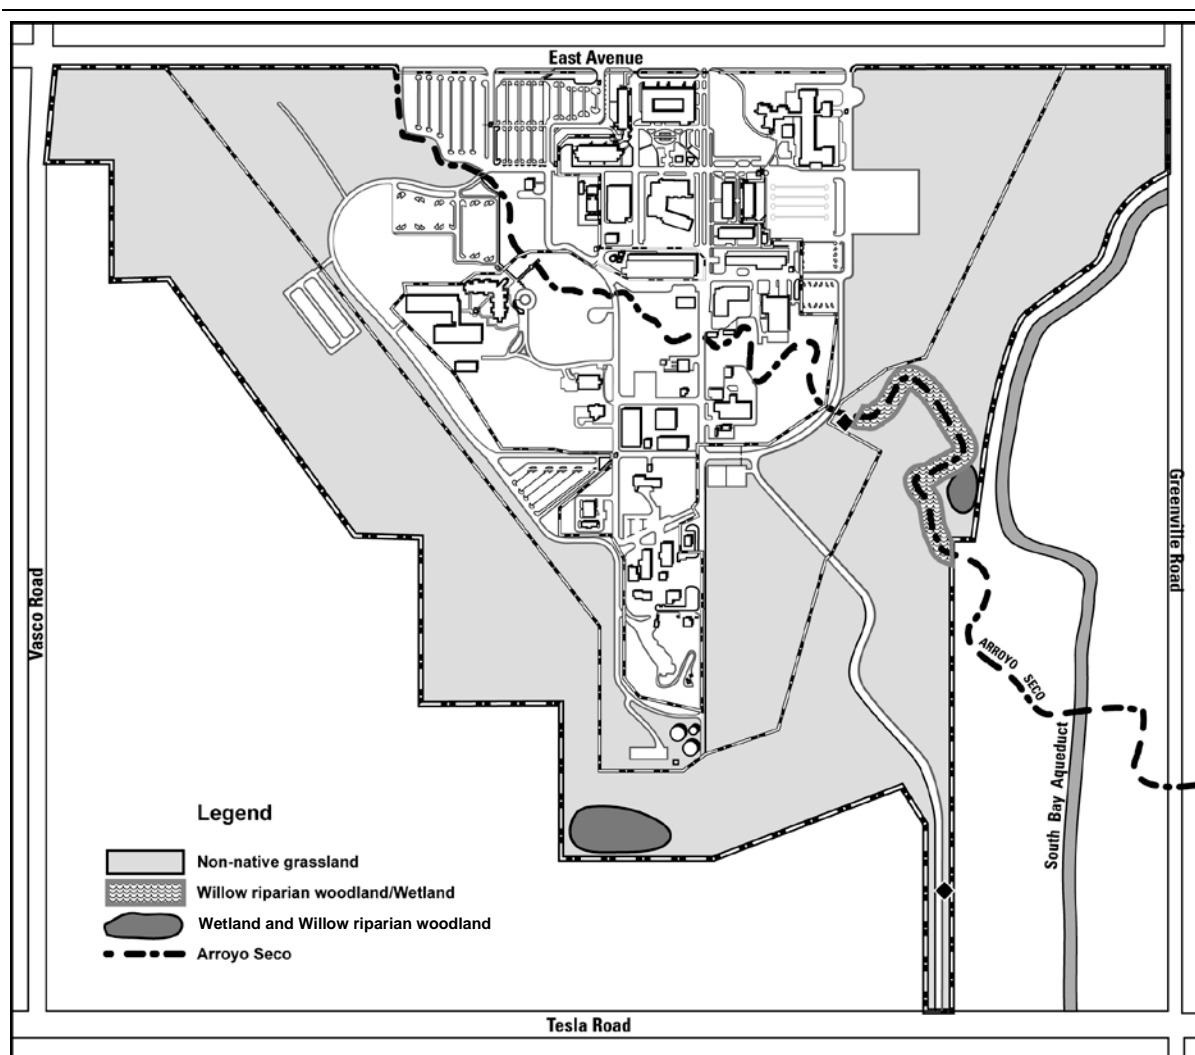 East Avenue
Vasco Road
Greenville Road
ARROYO SECO
South Bay Aqueduct
Legend
Non-native grassland
Willow riparian woodland/Wetland
Wetland and Willow riparian woodland
Arroyo Seco
Tesla Road